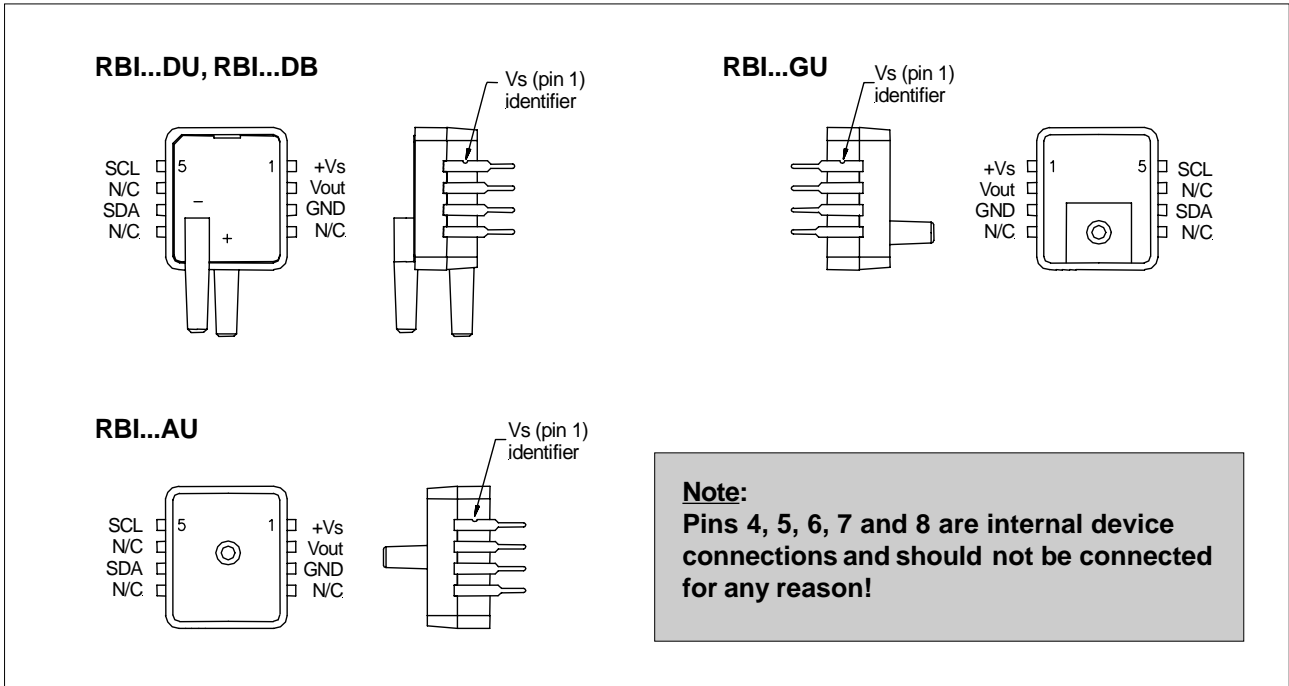 RBI...DU, RBI...DB
Vs (pin 1)
identifier
SCL 5 1 +Vs
N/C Vout
SDA − GND
N/C + N/C
RBI...GU
Vs (pin 1)
identifier
+Vs 1 5 SCL
Vout N/C
GND SDA
N/C N/C
RBI...AU
Vs (pin 1)
identifier
SCL 5 1 +Vs
N/C Vout
SDA GND
N/C N/C
Note:
Pins 4, 5, 6, 7 and 8 are internal device
connections and should not be connected
for any reason!